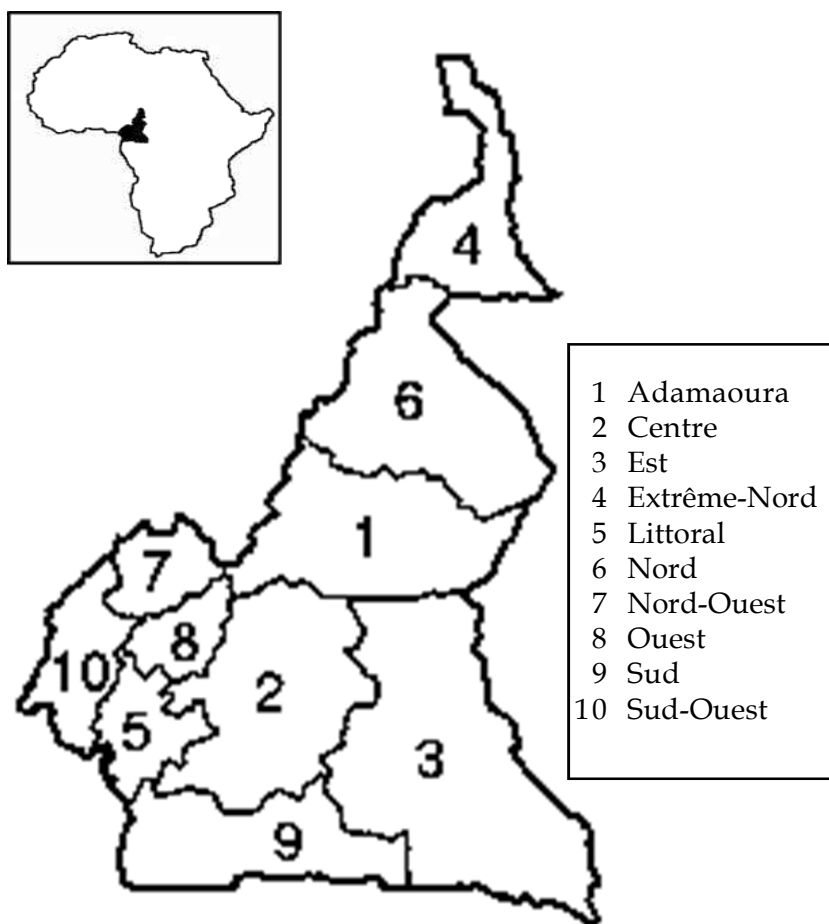 4
6
1
7
8
10
2
5
3
9
1 Adamaoura
2 Centre
3 Est
4 Extrême-Nord
5 Littoral
6 Nord
7 Nord-Ouest
8 Ouest
9 Sud
10 Sud-Ouest